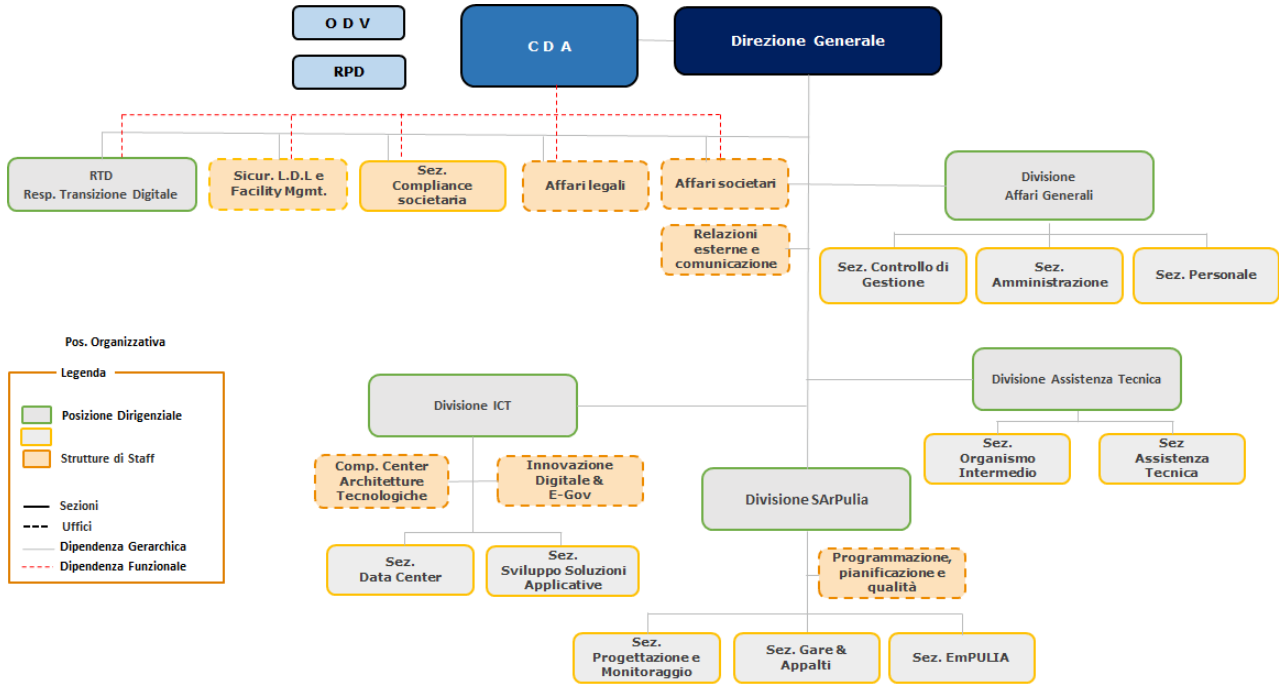 O D V
C D A
Direzione Generale
RPD
RTD
Resp. Transizione Digitale
Sicur. L.D.L e
Facility Mgmt.
Sez.
Compliance
societaria
Affari legali
Affari societari
Divisione
Affari Generali
Relazioni
esterne e
comunicazione
Sez. Controllo di
Gestione
Sez.
Amministrazione
Sez. Personale
Pos. Organizzativa
Legenda
Posizione Dirigenziale
Strutture di Staff
Sezioni
Uffici
Dipendenza Gerarchica
Dipendenza Funzionale
Divisione ICT
Divisione Assistenza Tecnica
Comp. Center
Architetture
Tecnologiche
Innovazione
Digitale &
E-Gov
Sez.
Organismo
Intermedio
Sez
Assistenza
Tecnica
Divisione SArPulia
Sez.
Data Center
Sez.
Sviluppo Soluzioni
Applicative
Programmazione,
pianificazione e
qualità
Sez.
Progettazione e
Monitoraggio
Sez. Gare &
Appalti
Sez. EmPULIA